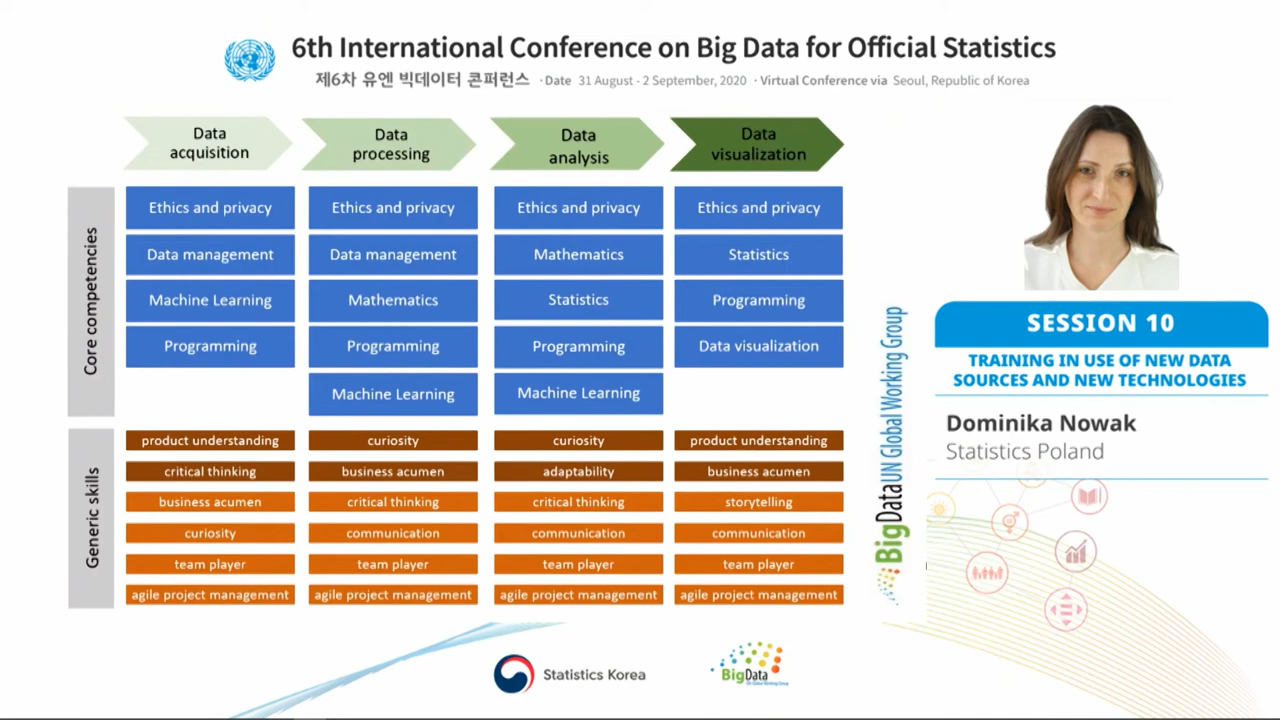 6th International Conference on Big Data for Official Statistics
제6차 유엔 빅데이터 콘퍼런스 · Date 31 August - 2 September, 2020 · Virtual Conference via Seoul, Republic of Korea
Data acquisition
Data processing
Data analysis
Data visualization
Core competencies
Ethics and privacy
Ethics and privacy
Ethics and privacy
Ethics and privacy
Data management
Data management
Mathematics
Statistics
Machine Learning
Mathematics
Statistics
Programming
Programming
Programming
Programming
Data visualization
Machine Learning
Machine Learning
Generic skills
product understanding
curiosity
curiosity
product understanding
critical thinking
business acumen
adaptability
business acumen
business acumen
critical thinking
critical thinking
storytelling
curiosity
communication
communication
communication
team player
team player
team player
team player
agile project management
agile project management
agile project management
agile project management
BigData UN Global Working Group
SESSION 10
TRAINING IN USE OF NEW DATA
SOURCES AND NEW TECHNOLOGIES
Dominika Nowak
Statistics Poland
Statistics Korea
BigData
UN Global Working Group